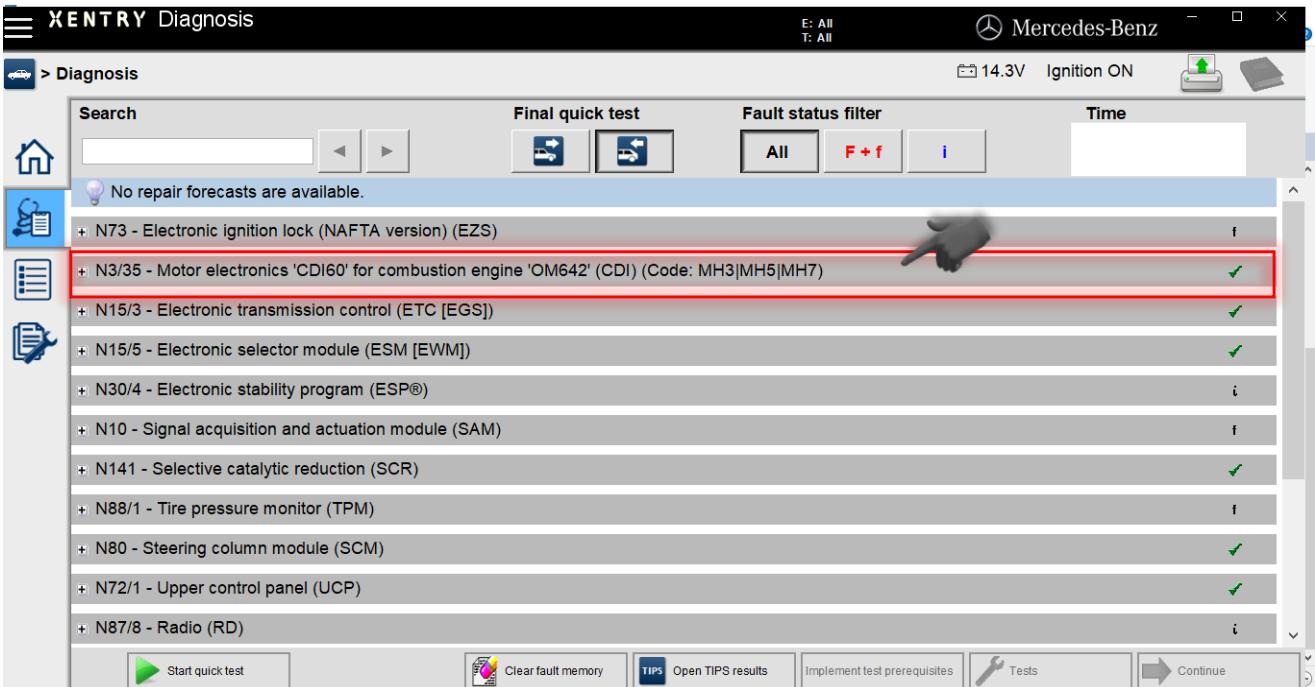 XENTRY Diagnosis
E: All
T: All
Mercedes-Benz
> Diagnosis
14.3V Ignition ON
Search
Final quick test
Fault status filter
Time
All
F + f
i
No repair forecasts are available.
N73 - Electronic ignition lock (NAFTA version) (EZS) f
N3/35 - Motor electronics 'CDI60' for combustion engine 'OM642' (CDI) (Code: MH3|MH5|MH7)
N15/3 - Electronic transmission control (ETC [EGS])
N15/5 - Electronic selector module (ESM [EWM])
N30/4 - Electronic stability program (ESP®) i
N10 - Signal acquisition and actuation module (SAM) f
N141 - Selective catalytic reduction (SCR)
N88/1 - Tire pressure monitor (TPM) f
N80 - Steering column module (SCM)
N72/1 - Upper control panel (UCP)
N87/8 - Radio (RD) i
Start quick test
Clear fault memory
TIPS Open TIPS results
Implement test prerequisites
Tests
Continue